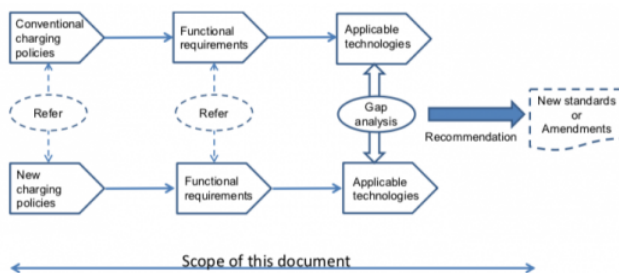 Conventional
charging
policies
Functional
requirements
Applicable
technologies
Refer
Refer
Gap
analysis
Recommendation
New standards
or
Amendments
New
charging
policies
Functional
requirements
Applicable
technologies
Scope of this document